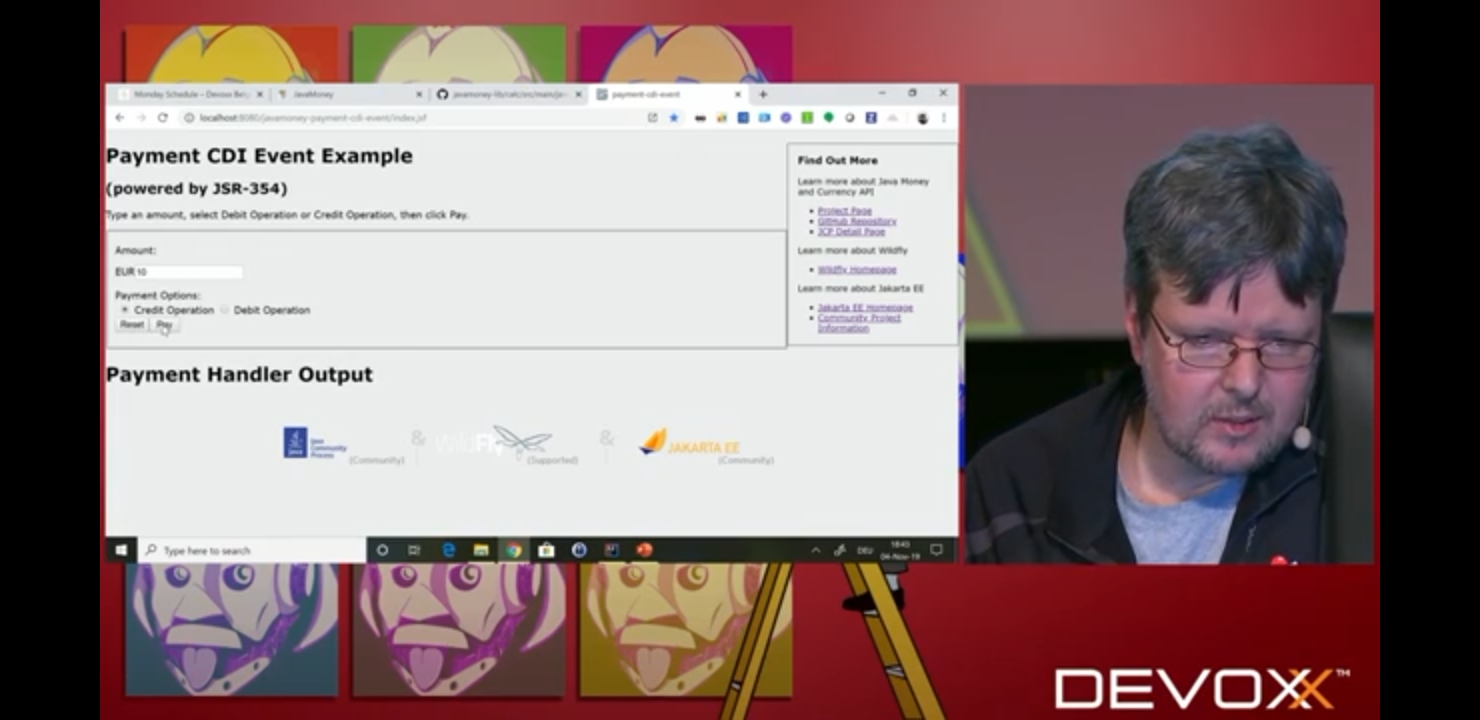 Monday Schedule - Devoxx Bel
JavaMoney
javamoney-lib/calc/src/main/jav
payment-cdi-event
localhost:8080/javamoney-payment-cdi-event/index.jsf
Payment CDI Event Example
(powered by JSR-354)
Type an amount, select Debit Operation or Credit Operation, then click Pay.
Amount:
EUR 10
Payment Options:
Credit Operation
Debit Operation
Reset
Pay
Find Out More
Learn more about Java Money
and Currency API
Project Page
GitHub Repository
JCP Detail Page
Learn more about Wildfly
Wildfly Homepage
Learn more about Jakarta EE
Jakarta EE Homepage
Community Project
Information
Payment Handler Output
Java
Community
Process
(Community)
&
WildFly
(Supported)
&
JAKARTA EE
(Community)
Type here to search
DEU
18:43
04-Nov-19
DEVOXX™